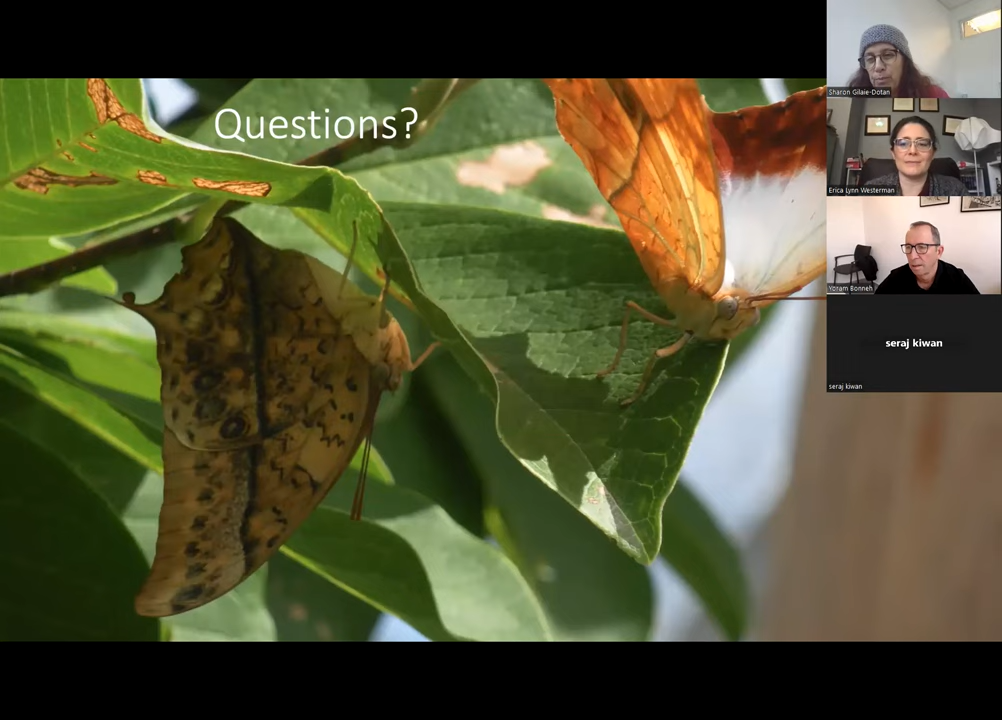 Questions?
Sharon Gilaie-Dotan
Erica Lynn Westerman
Yoram Bonneh
seraj kiwan
seraj kiwan